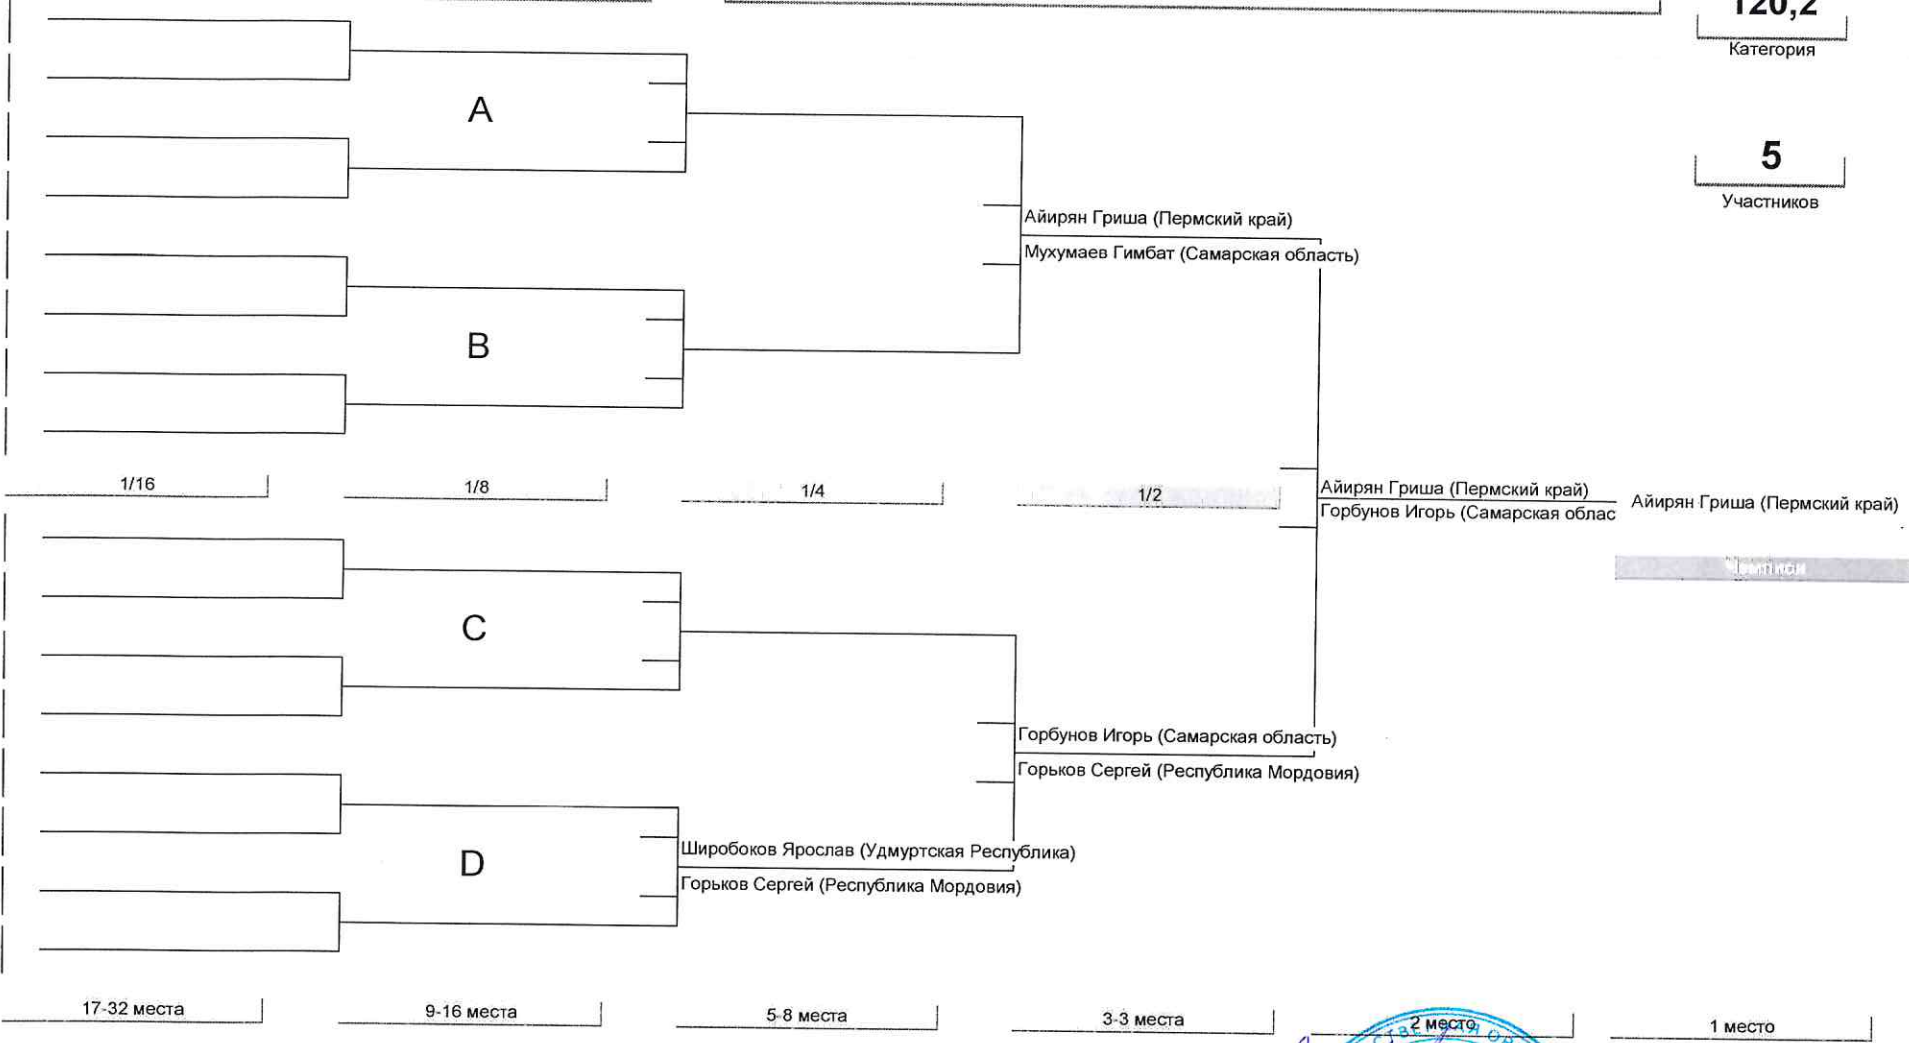 120,2
Категория
A
5
Участников
Айирян Гриша (Пермский край)
Мухумаев Гимбат (Самарская область)
B
1/16
1/8
1/4
1/2
Айирян Гриша (Пермский край)
Горбунов Игорь (Самарская облас
Айирян Гриша (Пермский край)
Чемпион
C
Горбунов Игорь (Самарская область)
Горьков Сергей (Республика Мордовия)
D
Широбоков Ярослав (Удмуртская Республика)
Горьков Сергей (Республика Мордовия)
17-32 места
9-16 места
5-8 места
3-3 места
2 место
1 место